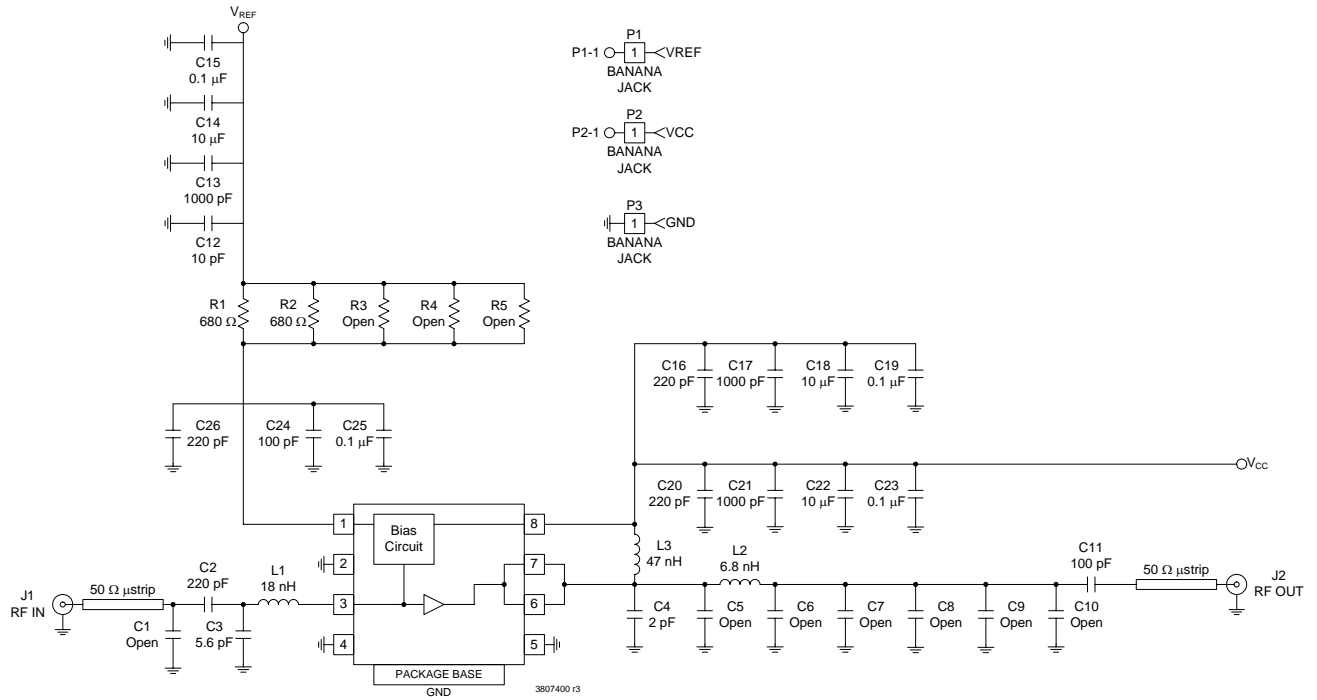 V_REF
C15
0.1 µF
C14
10 µF
C13
1000 pF
C12
10 pF
P1
P1-1
1
VREF
BANANA
JACK
P2
P2-1
1
VCC
BANANA
JACK
P3
1
GND
BANANA
JACK
R1
680 Ω
R2
680 Ω
R3
Open
R4
Open
R5
Open
C16
220 pF
C17
1000 pF
C18
10 µF
C19
0.1 µF
C26
220 pF
C24
100 pF
C25
0.1 µF
V_CC
C20
220 pF
C21
1000 pF
C22
10 µF
C23
0.1 µF
1
Bias
Circuit
8
2
7
3
6
4
5
PACKAGE BASE
GND
3807400 r3
L3
47 nH
L2
6.8 nH
C11
100 pF
50 Ω µstrip
J2
RF OUT
J1
RF IN
50 Ω µstrip
C2
220 pF
L1
18 nH
C1
Open
C3
5.6 pF
C4
2 pF
C5
Open
C6
Open
C7
Open
C8
Open
C9
Open
C10
Open